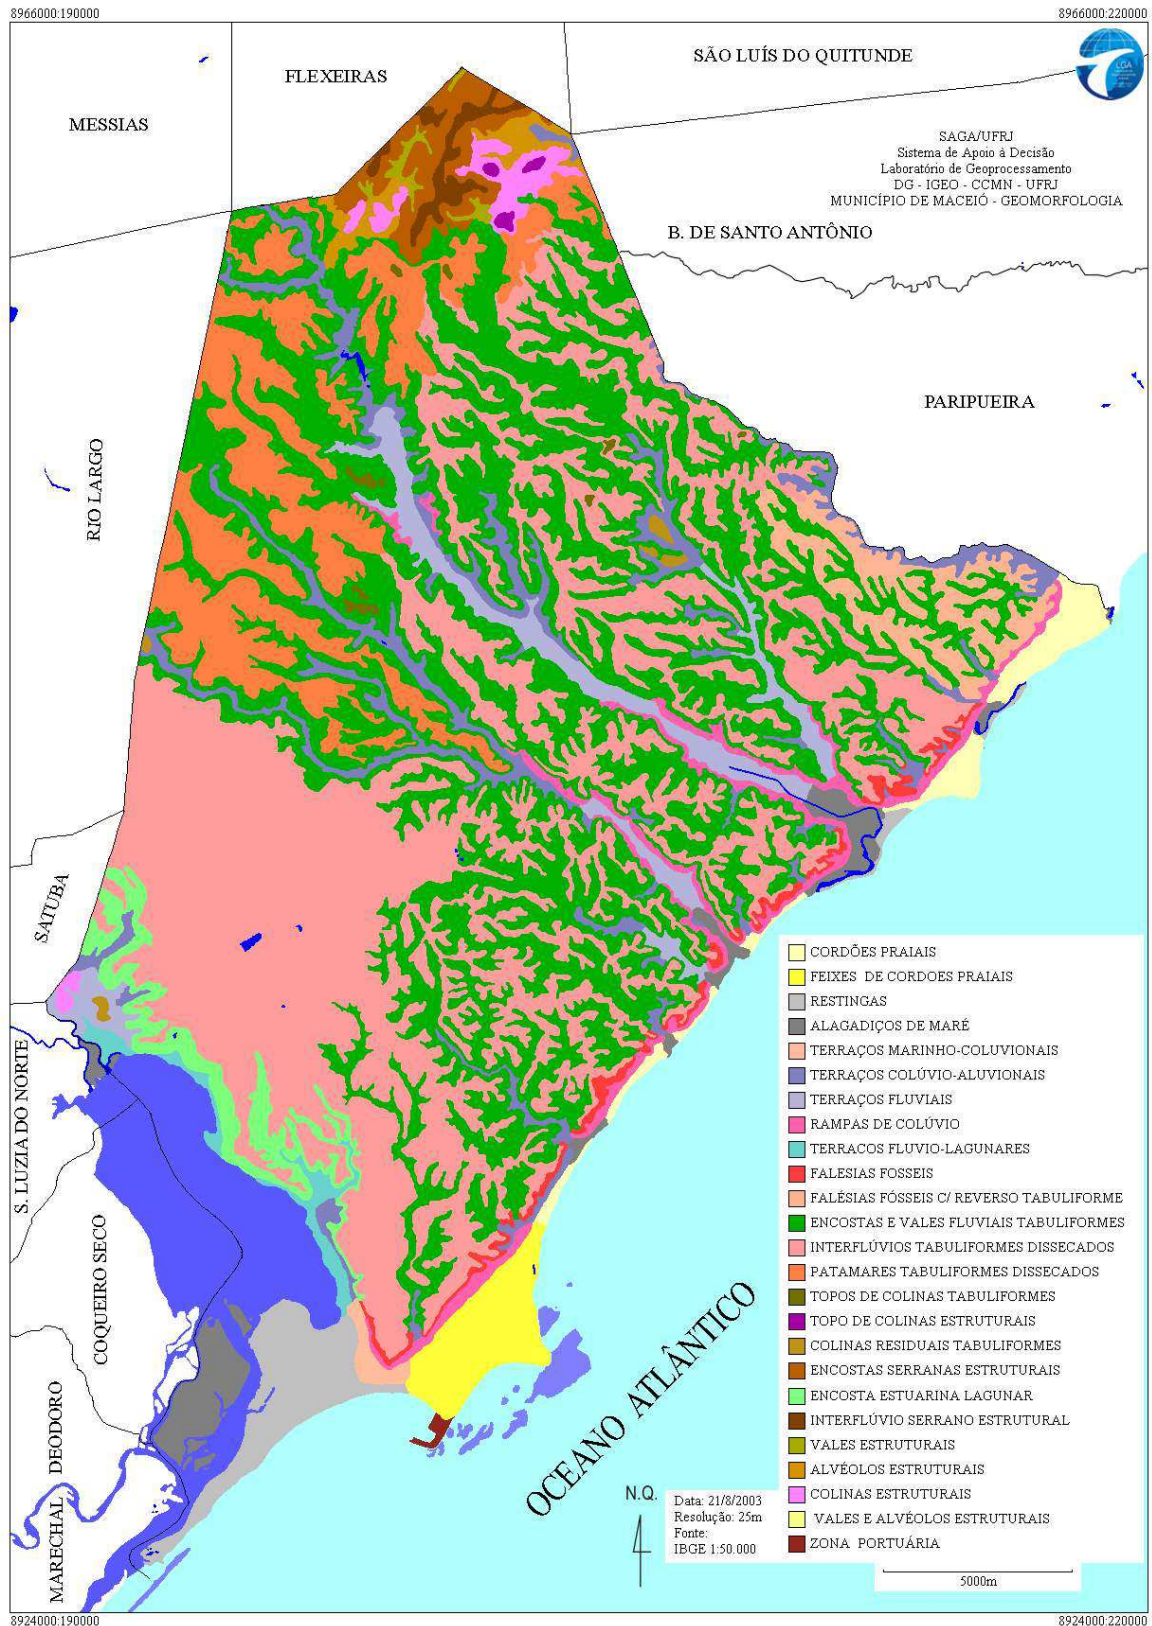 8966000:190000
8966000:220000
SÃO LUÍS DO QUITUNDE
FLEXEIRAS
MESSIAS
LGA
SAGA/UFRJ
Sistema de Apoio à Decisão
Laboratório de Geoprocessamento
DG - IGEO - CCMN - UFRJ
MUNICÍPIO DE MACEIÓ - GEOMORFOLOGIA
B. DE SANTO ANTÔNIO
PARIPUEIRA
RIO LARGO
SATUBA
S. LUZIA DO NORTE
COQUEIRO SECO
MARECHAL DEODORO
OCEANO ATLÂNTICO
CORDÕES PRAIAIS
FEIXES DE CORDOES PRAIAIS
RESTINGAS
ALAGADIÇOS DE MARÉ
TERRAÇOS MARINHO-COLUVIONAIS
TERRAÇOS COLÚVIO-ALUVIONAIS
TERRAÇOS FLUVIAIS
RAMPAS DE COLÚVIO
TERRACOS FLUVIO-LAGUNARES
FALESIAS FOSSEIS
FALÉSIAS FÓSSEIS C/ REVERSO TABULIFORME
ENCOSTAS E VALES FLUVIAIS TABULIFORMES
INTERFLÚVIOS TABULIFORMES DISSECADOS
PATAMARES TABULIFORMES DISSECADOS
TOPOS DE COLINAS TABULIFORMES
TOPO DE COLINAS ESTRUTURAIS
COLINAS RESIDUAIS TABULIFORMES
ENCOSTAS SERRANAS ESTRUTURAIS
ENCOSTA ESTUARINA LAGUNAR
INTERFLÚVIO SERRANO ESTRUTURAL
VALES ESTRUTURAIS
ALVÉOLOS ESTRUTURAIS
COLINAS ESTRUTURAIS
VALES E ALVÉOLOS ESTRUTURAIS
ZONA PORTUÁRIA
N.Q.
Data: 21/8/2003
Resolução: 25m
Fonte:
IBGE 1:50.000
5000m
8924000:190000
8924000:220000